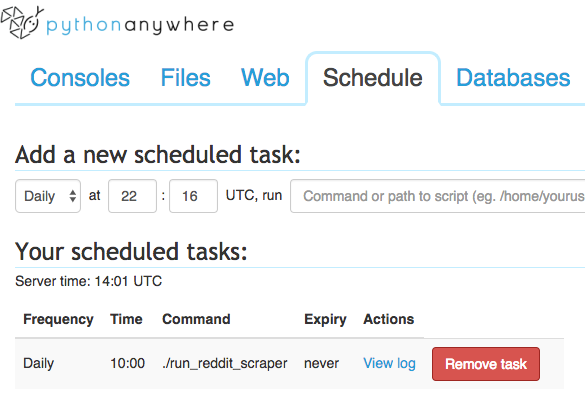 pythonanywhere
Consoles Files Web Schedule Databases
Add a new scheduled task:
Daily at 22 : 16 UTC, run Command or path to script (eg. /home/yourus
Your scheduled tasks:
Server time: 14:01 UTC
Frequency Time Command Expiry Actions
Daily 10:00 ./run_reddit_scraper never View log Remove task